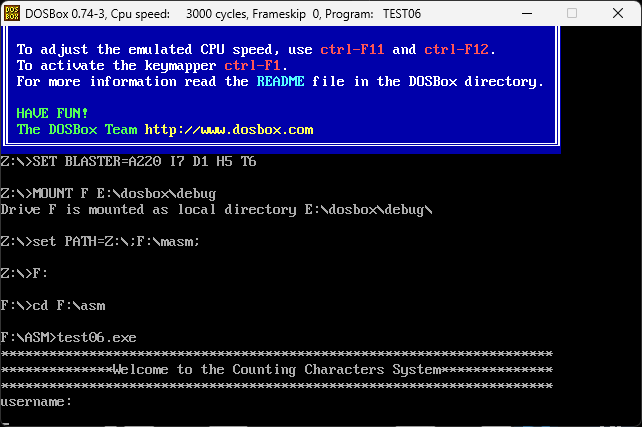 DOSBox 0.74-3, Cpu speed:    3000 cycles, Frameskip  0, Program:   TEST06
To adjust the emulated CPU speed, use ctrl-F11 and ctrl-F12.
To activate the keymapper ctrl-F1.
For more information read the README file in the DOSBox directory.
HAVE FUN!
The DOSBox Team http://www.dosbox.com
Z:\>SET BLASTER=A220 I7 D1 H5 T6
Z:\>MOUNT F E:\dosbox\debug
Drive F is mounted as local directory E:\dosbox\debug\
Z:\>set PATH=Z:\;F:\masm;
Z:\>F:
F:\>cd F:\asm
F:\ASM>test06.exe
*********************************************************************
**************Welcome to the Counting Characters System**************
*********************************************************************
username: